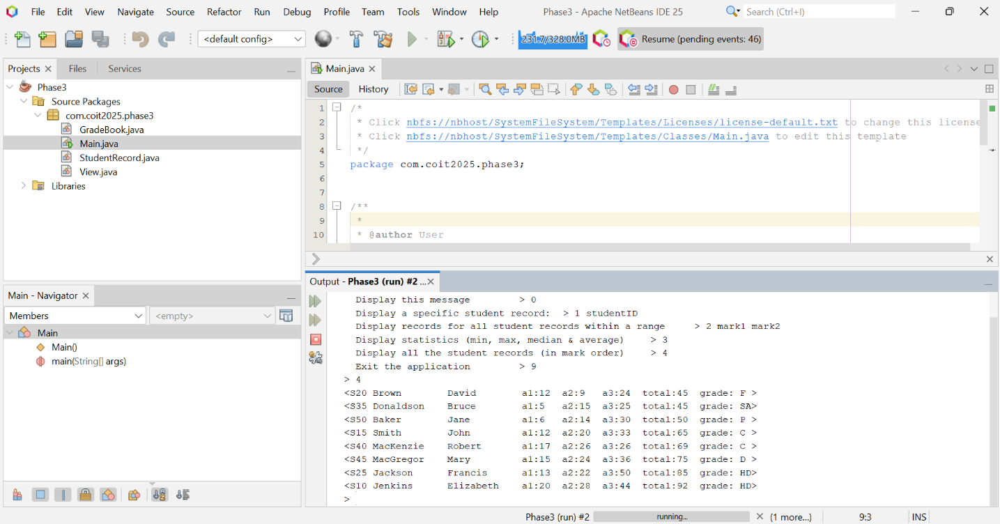 File Edit View Navigate Source Refactor Run Debug Profile Team Tools Window Help Phase3 - Apache NetBeans IDE 25 Search (Ctrl+I)
<default config> 231.7/328.0MB Resume (pending events: 46)
Projects Files Services
Phase3
Source Packages
com.coit2025.phase3
GradeBook.java
Main.java
StudentRecord.java
View.java
Libraries
Main.java
Source History
1 /*
2 * Click nbfs://nbhost/SystemFileSystem/Templates/Licenses/license-default.txt to change this license
3 * Click nbfs://nbhost/SystemFileSystem/Templates/Classes/Main.java to edit this template
4 */
5 package com.coit2025.phase3;
6
7
8 /**
9 *
10 * @author User
Main - Navigator
Members <empty>
Main
Main()
main(String[] args)
Output - Phase3 (run) #2 ...
Display this message > 0
Display a specific student record: > 1 studentID
Display records for all student records within a range > 2 mark1 mark2
Display statistics (min, max, median & average) > 3
Display all the student records (in mark order) > 4
Exit the application > 9
> 4
<S20 Brown David a1:12 a2:9 a3:24 total:45 grade: F >
<S35 Donaldson Bruce a1:5 a2:15 a3:25 total:45 grade: SA>
<S50 Baker Jane a1:6 a2:14 a3:30 total:50 grade: P >
<S15 Smith John a1:12 a2:20 a3:33 total:65 grade: C >
<S40 MacKenzie Robert a1:17 a2:26 a3:26 total:69 grade: C >
<S45 MacGregor Mary a1:15 a2:24 a3:36 total:75 grade: D >
<S25 Jackson Francis a1:13 a2:22 a3:50 total:85 grade: HD>
<S10 Jenkins Elizabeth a1:20 a2:28 a3:44 total:92 grade: HD>
>
Phase3 (run) #2 running... (1 more...) 9:3 INS